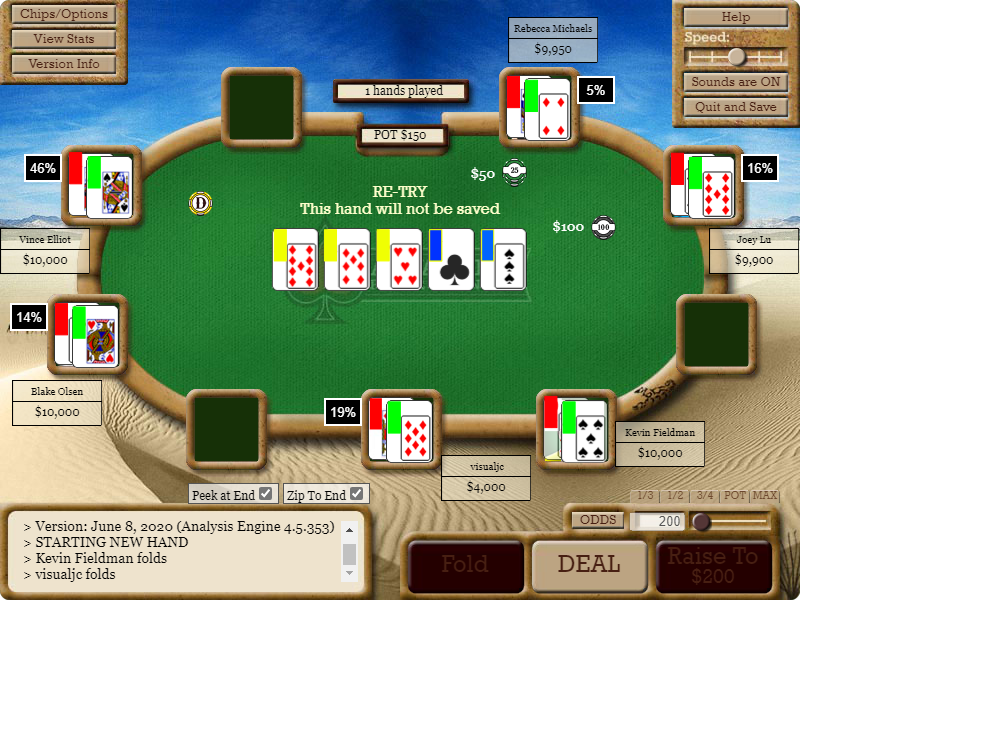 Chips/Options
View Stats
Version Info
Rebecca Michaels
$9,950
Help
Speed:
Sounds are ON
Quit and Save
1 hands played
POT $150
5%
46%
16%
$50
25
D
RE-TRY
This hand will not be saved
$100
100
Vince Elliot
$10,000
Joey Lu
$9,900
14%
Blake Olsen
$10,000
19%
Kevin Fieldman
$10,000
visualjc
$4,000
Peek at End
Zip To End
1/3 | 1/2 | 3/4 | POT | MAX
ODDS
200
> Version: June 8, 2020 (Analysis Engine 4.5.353)
> STARTING NEW HAND
> Kevin Fieldman folds
> visualjc folds
Fold
DEAL
Raise To
$200